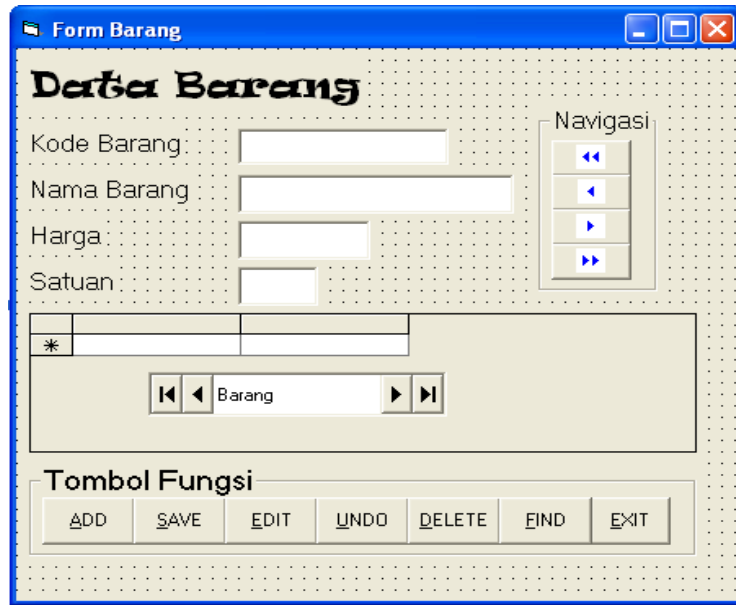 Form Barang
Data Barang
Kode Barang
Nama Barang
Harga
Satuan
Navigasi
Barang
Tombol Fungsi
ADD SAVE EDIT UNDO DELETE FIND EXIT